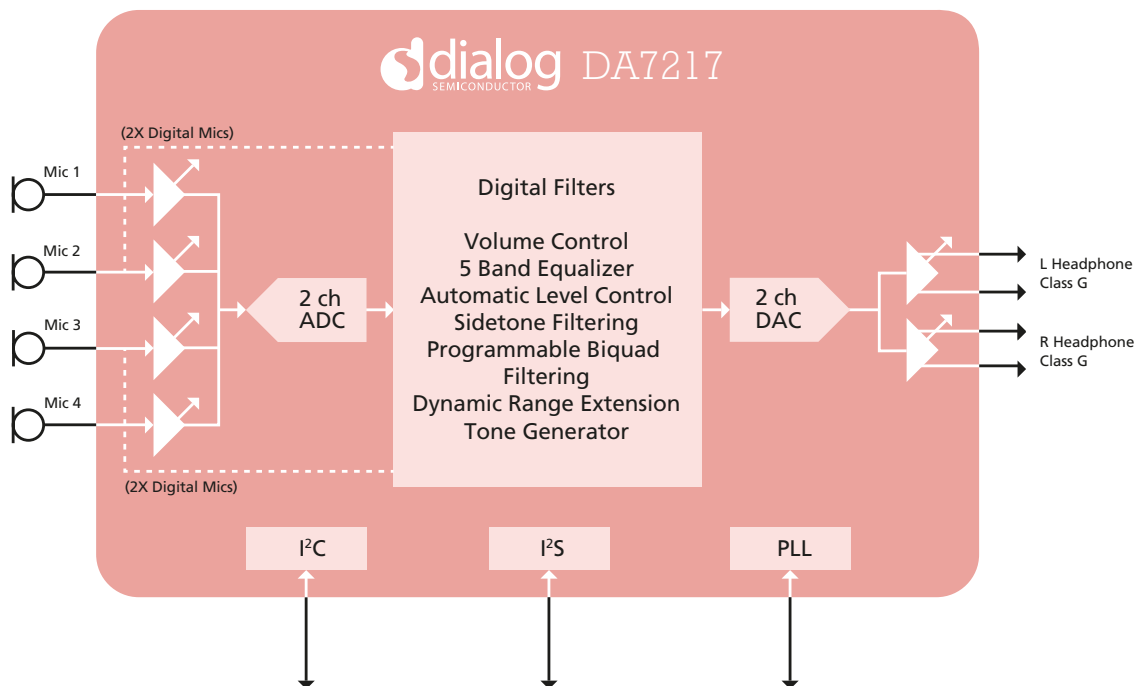 dialog DA7217
SEMICONDUCTOR
(2X Digital Mics)
Mic 1
Mic 2
Mic 3
Mic 4
(2X Digital Mics)
2 ch
ADC
Digital Filters
Volume Control
5 Band Equalizer
Automatic Level Control
Sidetone Filtering
Programmable Biquad
Filtering
Dynamic Range Extension
Tone Generator
2 ch
DAC
L Headphone
Class G
R Headphone
Class G
I²C
I²S
PLL